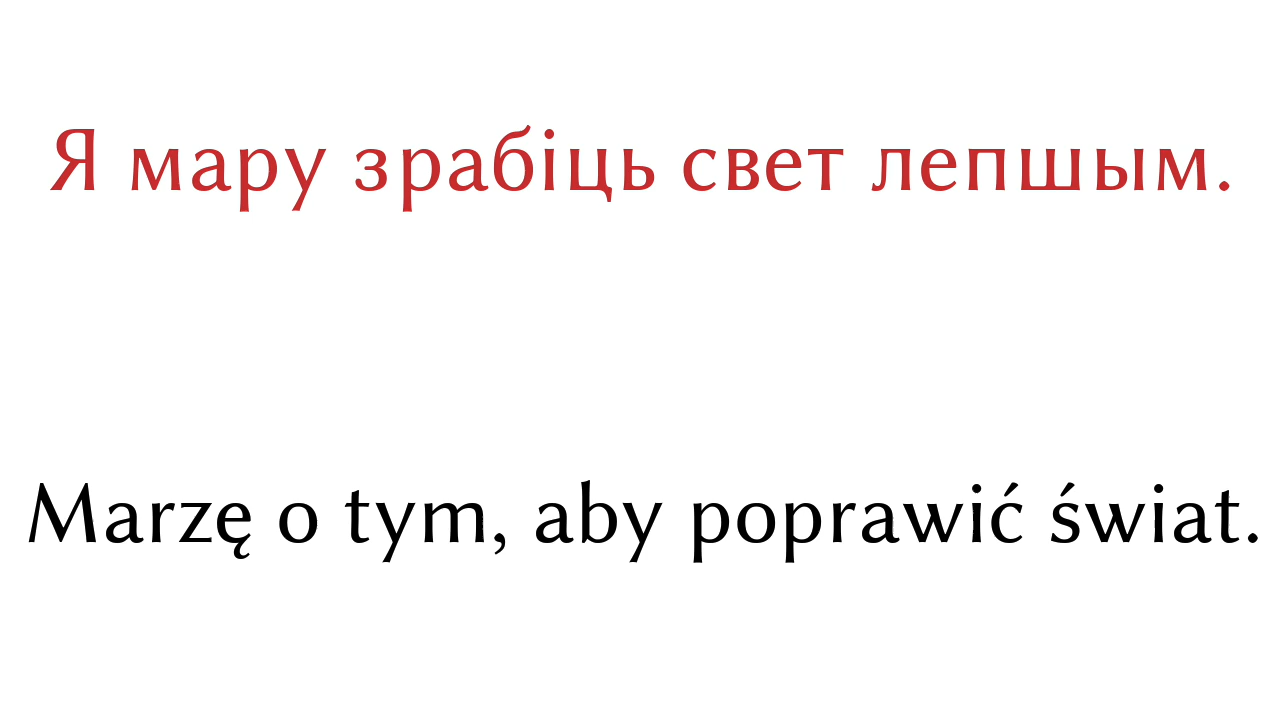 Я мару зрабіць свет лепшым.
Marzę o tym, aby poprawić świat.